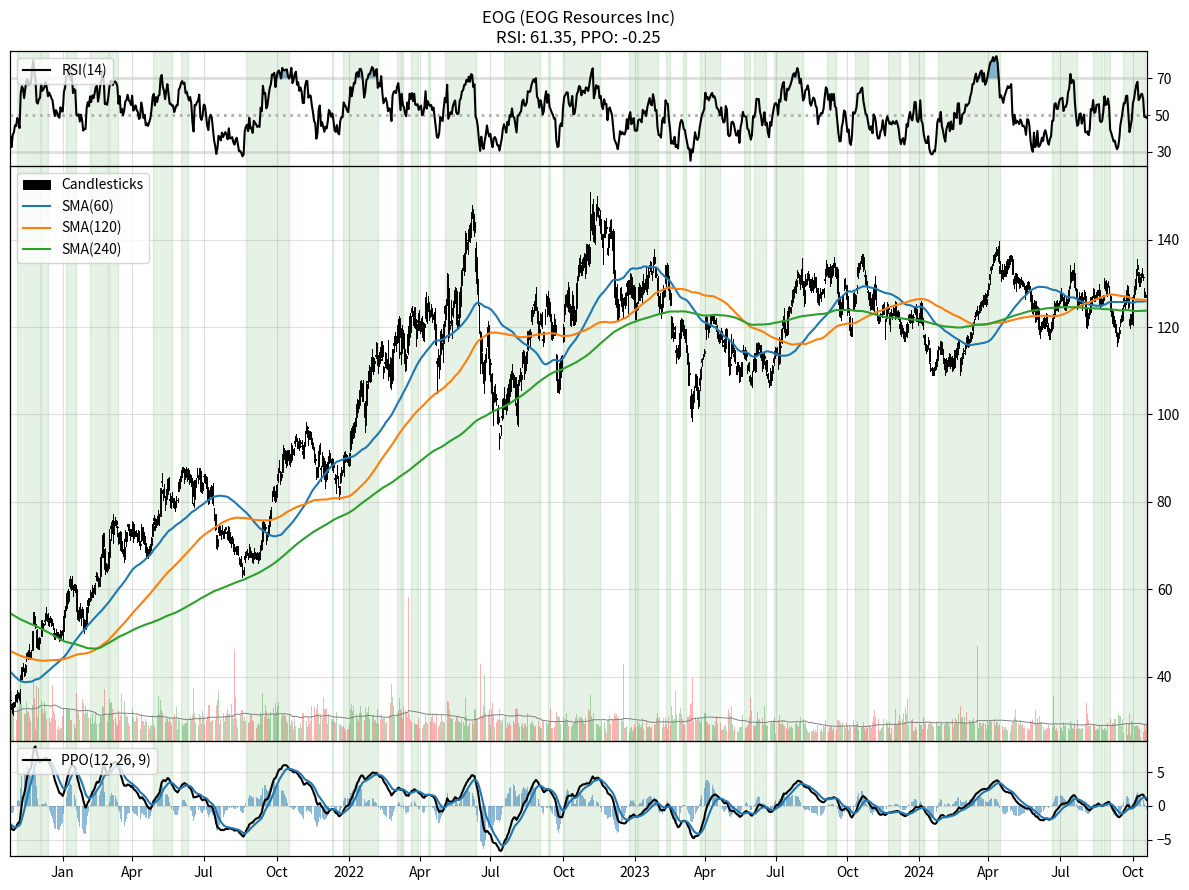 EOG (EOG Resources Inc)
RSI: 61.35, PPO: -0.25
RSI(14)
70
50
30
Candlesticks
SMA(60)
SMA(120)
SMA(240)
140
120
100
80
60
40
PPO(12, 26, 9)
5
0
−5
Jan Apr Jul Oct 2022 Apr Jul Oct 2023 Apr Jul Oct 2024 Apr Jul Oct